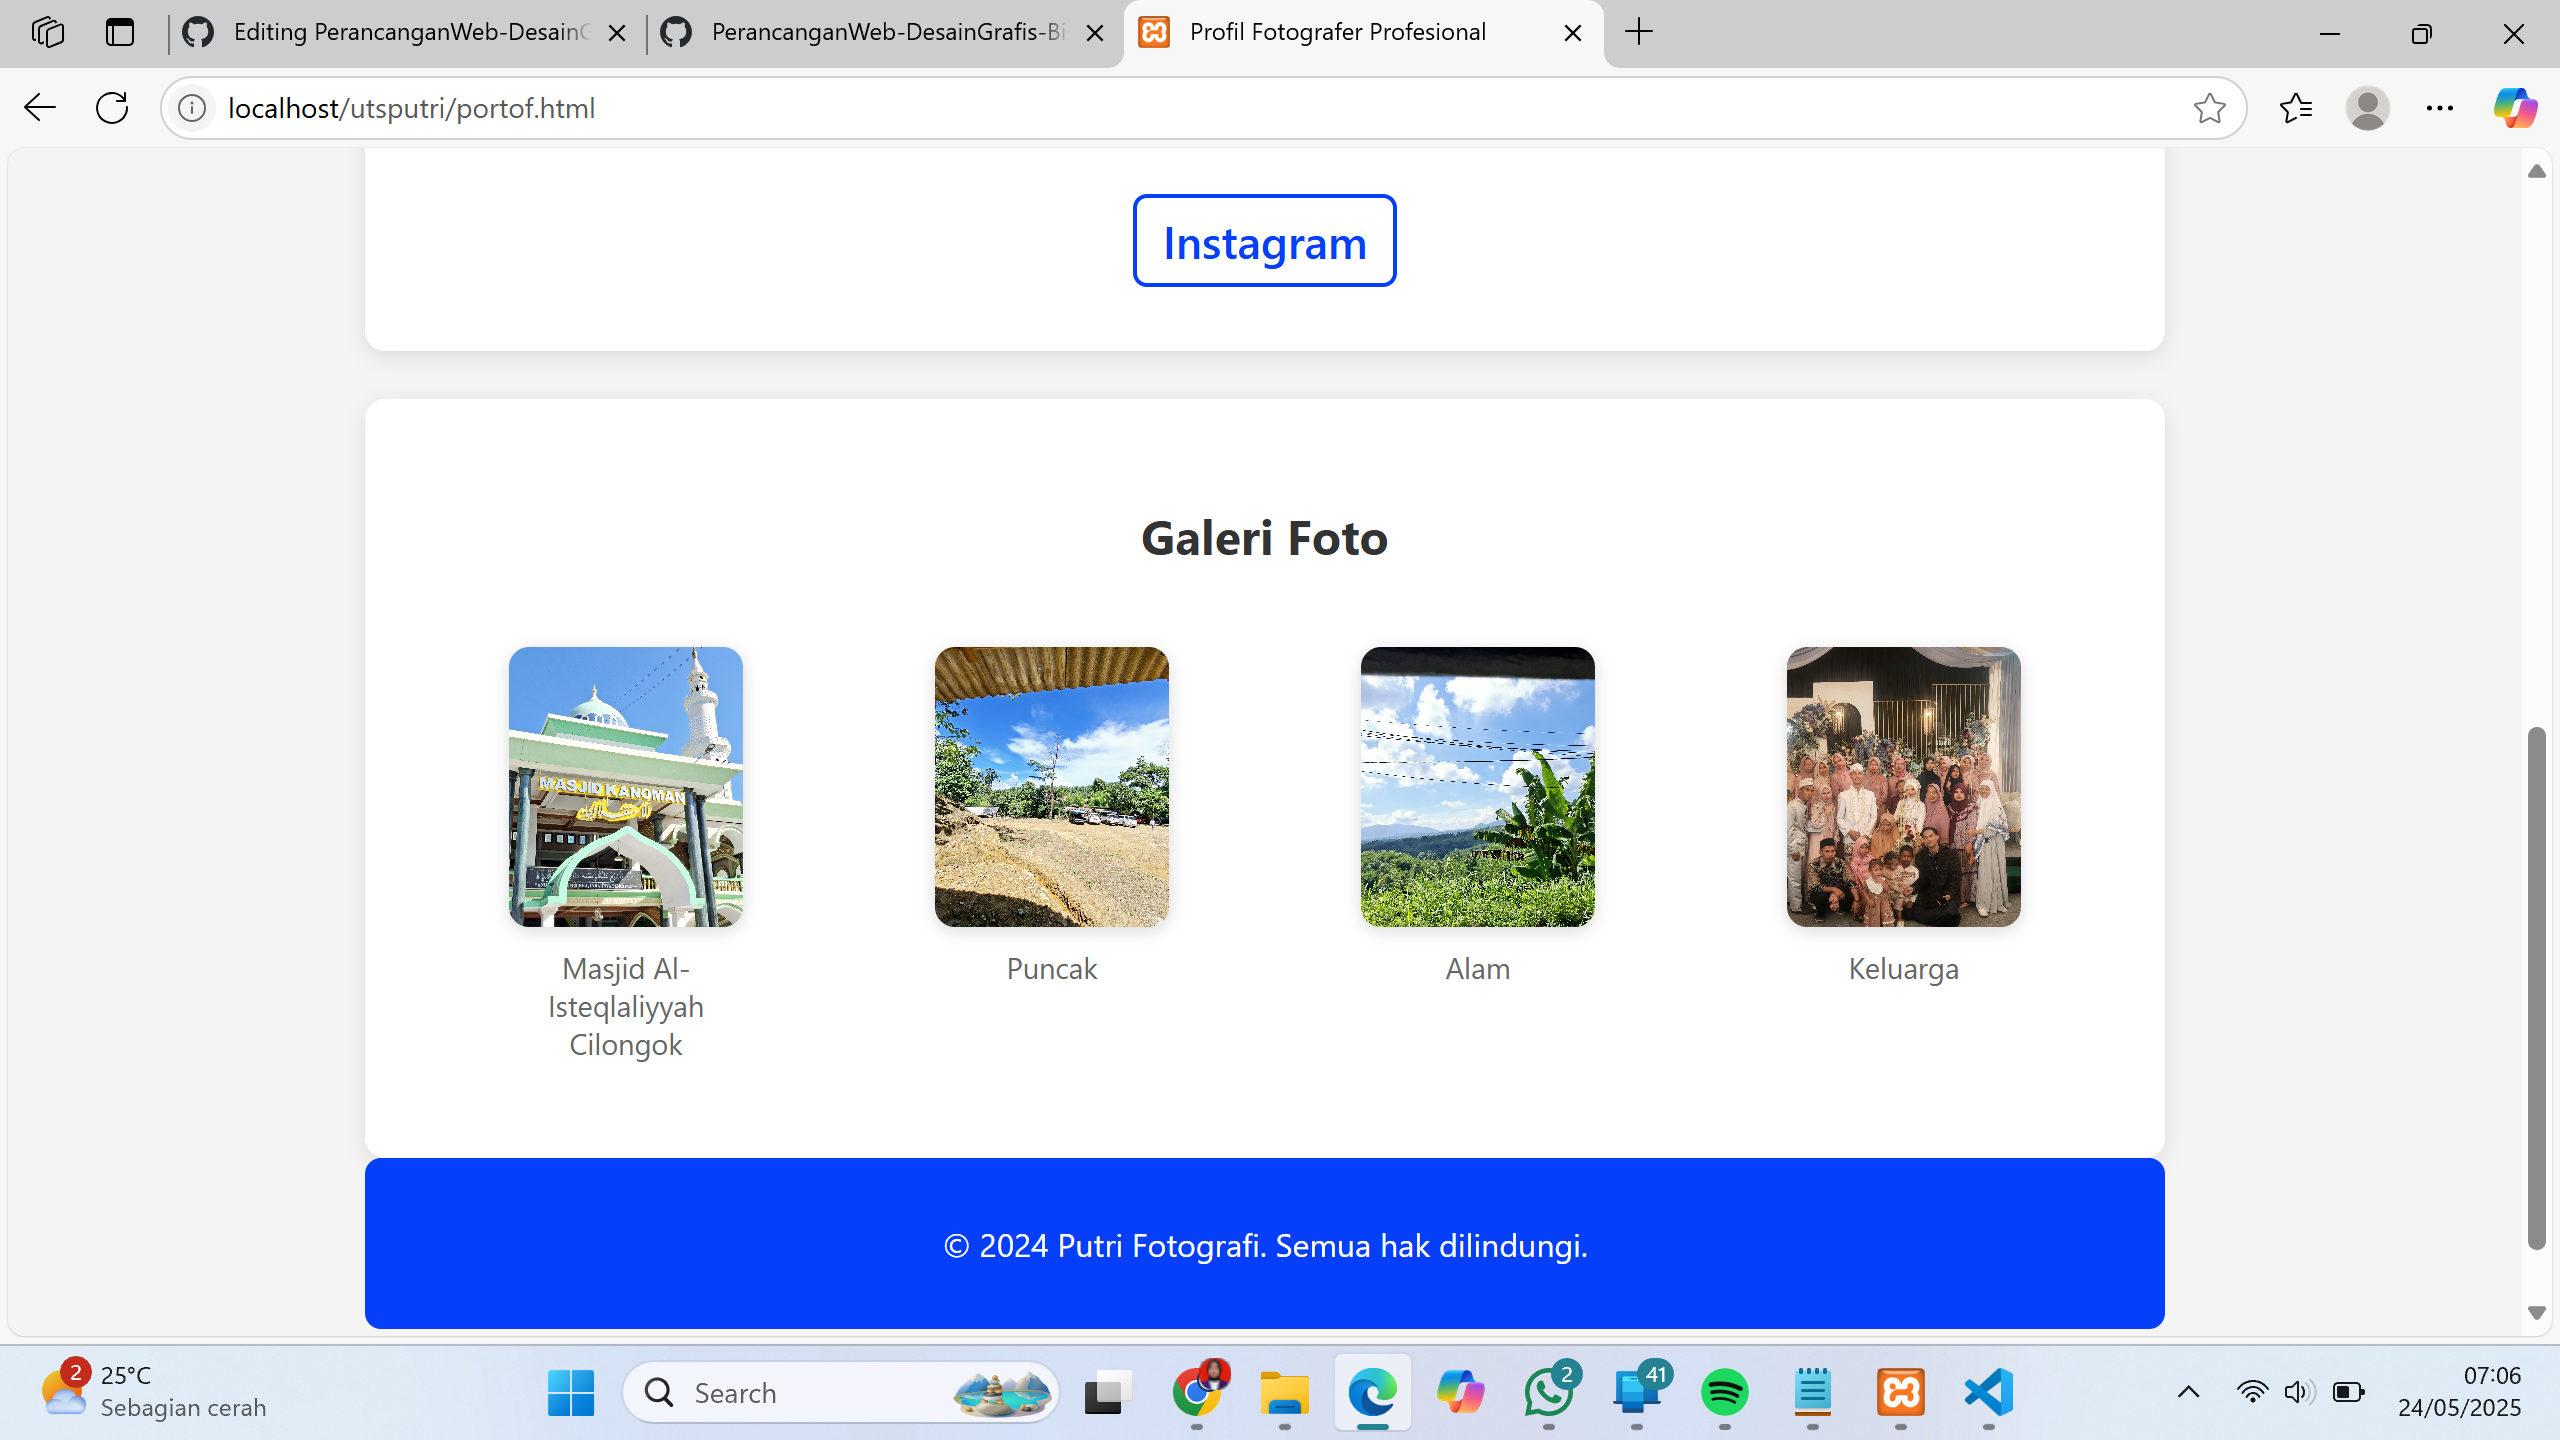 Editing PerancanganWeb-DesainG
PerancanganWeb-DesainGrafis-Bi
Profil Fotografer Profesional
localhost/utsputri/portof.html
Instagram
Galeri Foto
MASJID KANOMAN
Masjid Al-
Isteqlaliyyah
Cilongok
Puncak
Alam
Keluarga
© 2024 Putri Fotografi. Semua hak dilindungi.
2
25°C
Sebagian cerah
Search
2
41
07:06
24/05/2025